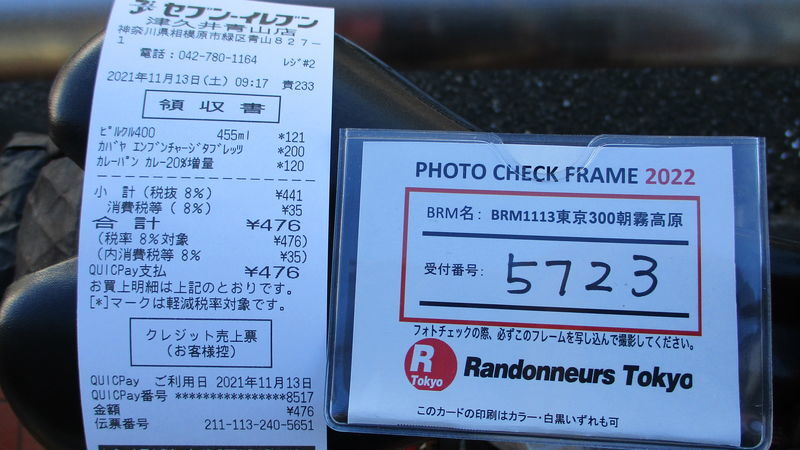 セブン-イレブン
津久井青山店
神奈川県相模原市緑区青山827-
1
電話：042-780-1164 レジ#2
2021年11月13日(土) 09:17 責233
領収書
ﾋﾟﾙｸﾙ400 455ml *121
ｶﾊﾞﾔ ｴﾝﾌﾟﾝﾁｬｰｼﾞﾀﾌﾞﾚｯﾂ *200
ｶﾚｰﾊﾟﾝ ｶﾚｰ20%増量 *120
小計(税抜 8%) ¥441
消費税等( 8%) ¥35
合計 ¥476
(税率 8%対象 ¥476)
(内消費税等 8% ¥35)
QUICPay支払 ¥476
お買上明細は上記のとおりです。
[*]マークは軽減税率対象です。
クレジット売上票
(お客様控)
QUICPay ご利用日 2021年11月13日
QUICPay番号 ****************8517
金額 ¥476
伝票番号 211-113-240-5651
PHOTO CHECK FRAME 2022
BRM名：BRM1113東京300朝霧高原
受付番号：5723
フォトチェックの際、必ずこのフレームを写し込んで撮影してください。
R
Tokyo
Randonneurs Tokyo
このカードの印刷はカラー・白黒いずれも可